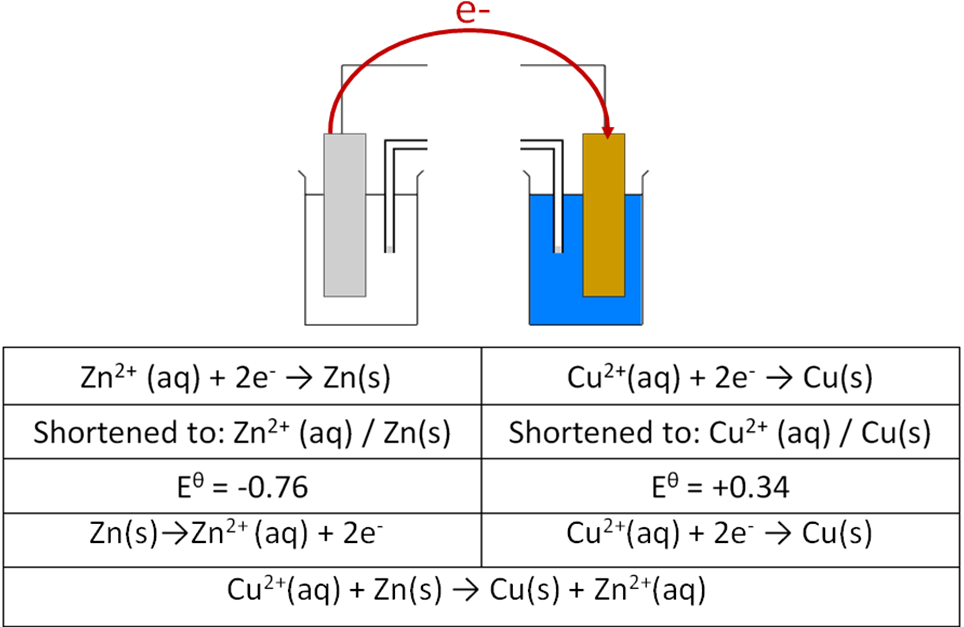 e-
Zn²⁺ (aq) + 2e⁻ → Zn(s)
Cu²⁺(aq) + 2e⁻ → Cu(s)
Shortened to: Zn²⁺ (aq) / Zn(s)
Shortened to: Cu²⁺ (aq) / Cu(s)
Eᶿ = -0.76
Eᶿ = +0.34
Zn(s)→Zn²⁺ (aq) + 2e⁻
Cu²⁺(aq) + 2e⁻ → Cu(s)
Cu²⁺(aq) + Zn(s) → Cu(s) + Zn²⁺(aq)